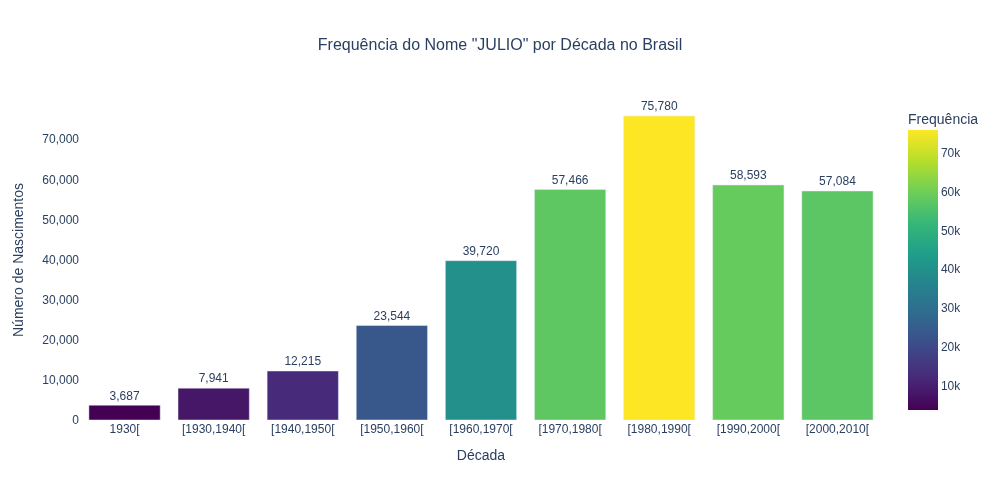 Frequência do Nome "JULIO" por Década no Brasil
Número de Nascimentos
70,000
60,000
50,000
40,000
30,000
20,000
10,000
0
3,687
7,941
12,215
23,544
39,720
57,466
75,780
58,593
57,084
1930[
[1930,1940[
[1940,1950[
[1950,1960[
[1960,1970[
[1970,1980[
[1980,1990[
[1990,2000[
[2000,2010[
Década
Frequência
70k
60k
50k
40k
30k
20k
10k